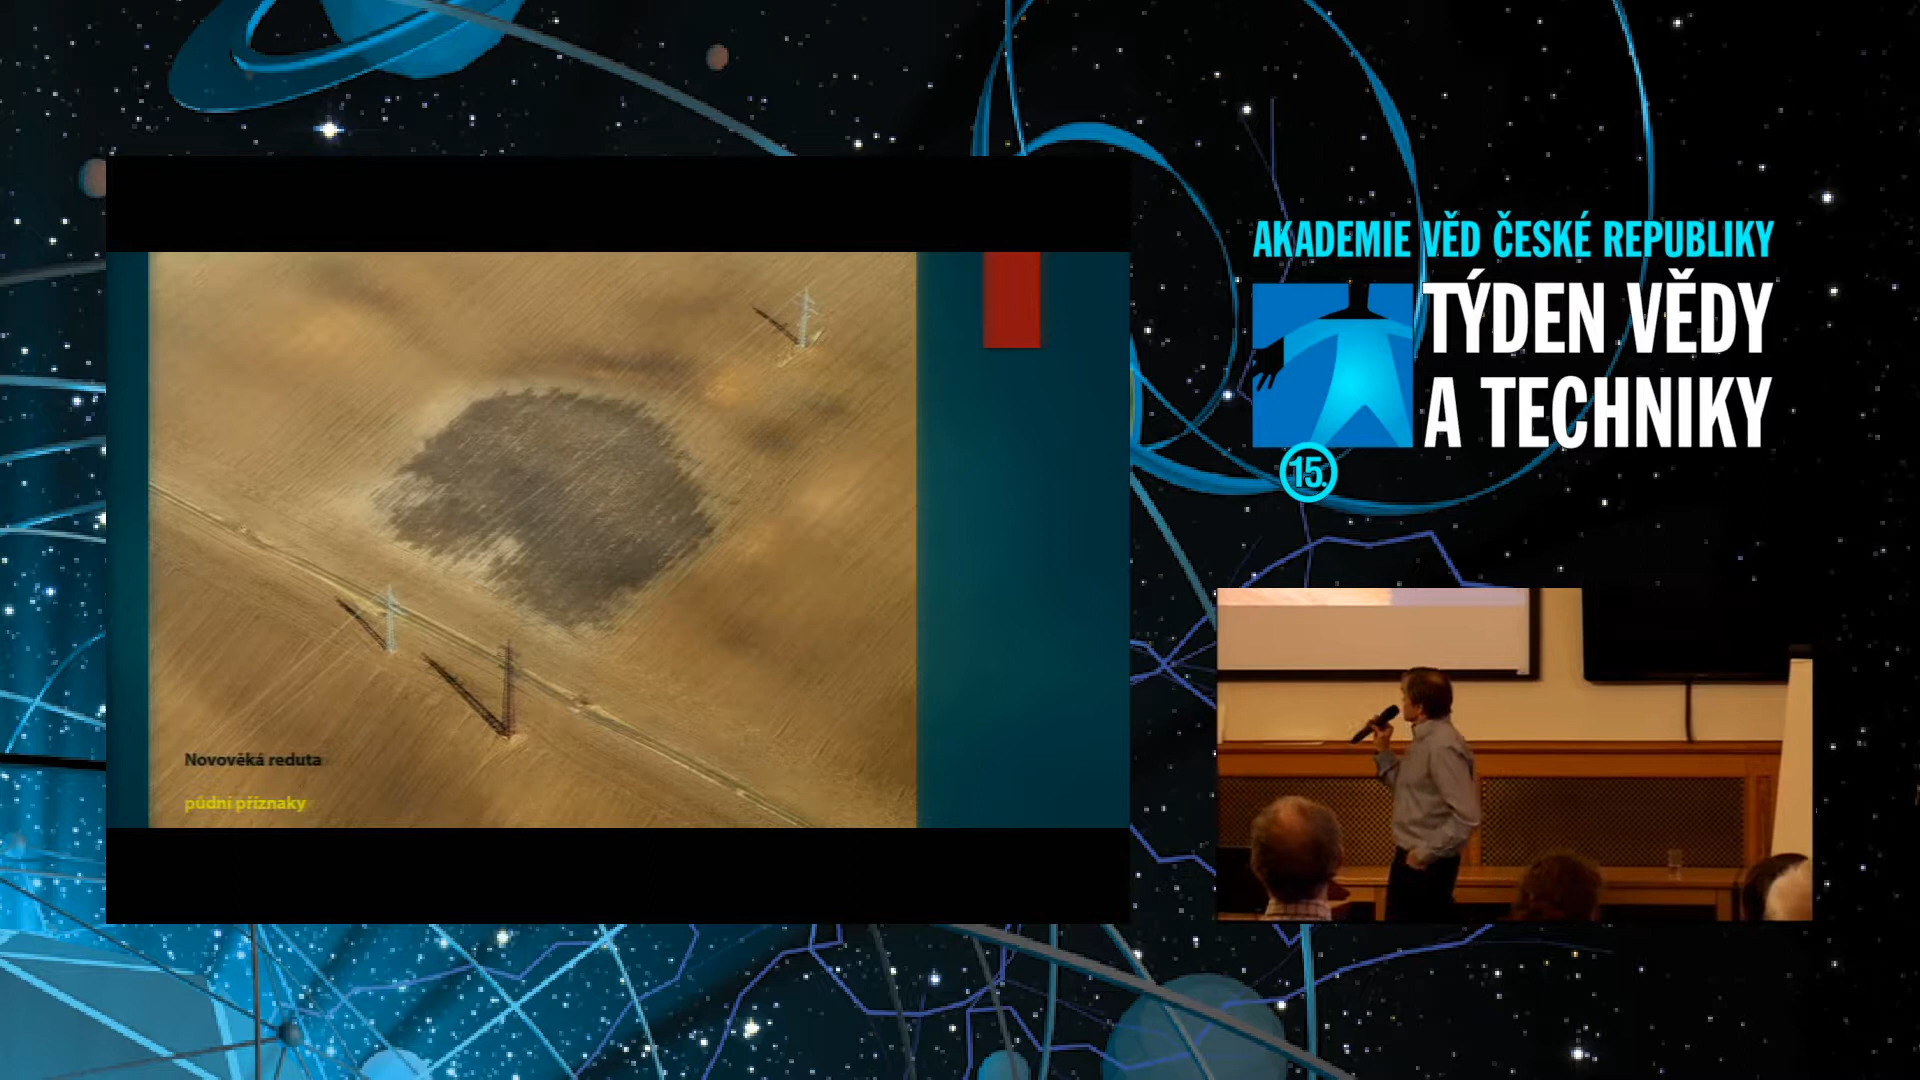 AKADEMIE VĚD ČESKÉ REPUBLIKY
TÝDEN VĚDY
A TECHNIKY
15.
Novověká reduta
půdní příznaky